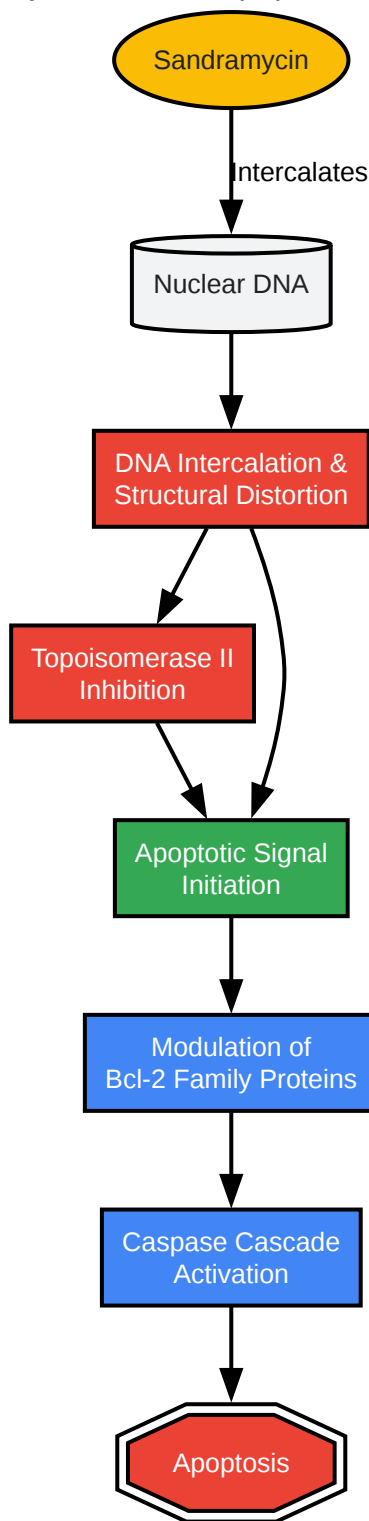 Sandramycin
Intercalates
Nuclear DNA
DNA Intercalation &
Structural Distortion
Topoisomerase II
Inhibition
Apoptotic Signal
Initiation
Modulation of
Bcl-2 Family Proteins
Caspase Cascade
Activation
Apoptosis